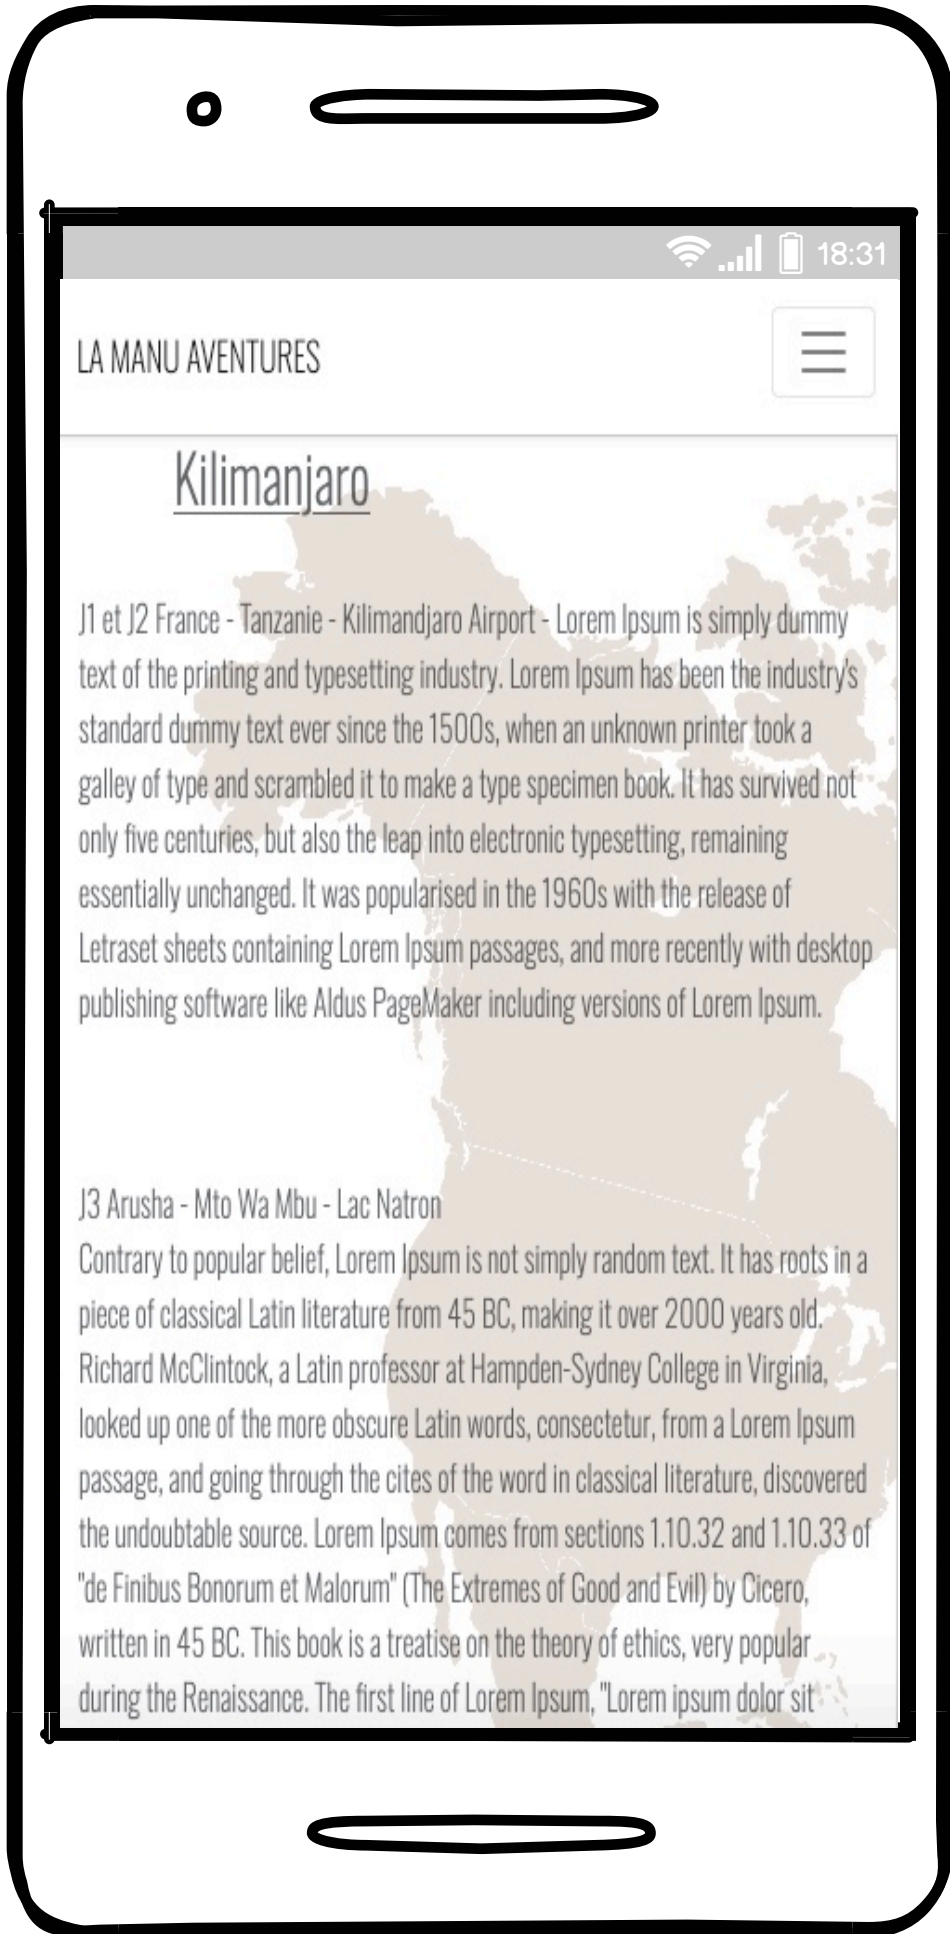 18:31
LA MANU AVENTURES
Kilimanjaro
J1 et J2 France - Tanzanie - Kilimandjaro Airport - Lorem Ipsum is simply dummy
text of the printing and typesetting industry. Lorem Ipsum has been the industry's
standard dummy text ever since the 1500s, when an unknown printer took a
galley of type and scrambled it to make a type specimen book. It has survived not
only five centuries, but also the leap into electronic typesetting, remaining
essentially unchanged. It was popularised in the 1960s with the release of
Letraset sheets containing Lorem Ipsum passages, and more recently with desktop
publishing software like Aldus PageMaker including versions of Lorem Ipsum.
J3 Arusha - Mto Wa Mbu - Lac Natron
Contrary to popular belief, Lorem Ipsum is not simply random text. It has roots in a
piece of classical Latin literature from 45 BC, making it over 2000 years old.
Richard McClintock, a Latin professor at Hampden-Sydney College in Virginia,
looked up one of the more obscure Latin words, consectetur, from a Lorem Ipsum
passage, and going through the cites of the word in classical literature, discovered
the undoubtable source. Lorem Ipsum comes from sections 1.10.32 and 1.10.33 of
"de Finibus Bonorum et Malorum" (The Extremes of Good and Evil) by Cicero,
written in 45 BC. This book is a treatise on the theory of ethics, very popular
during the Renaissance. The first line of Lorem Ipsum, "Lorem ipsum dolor sit